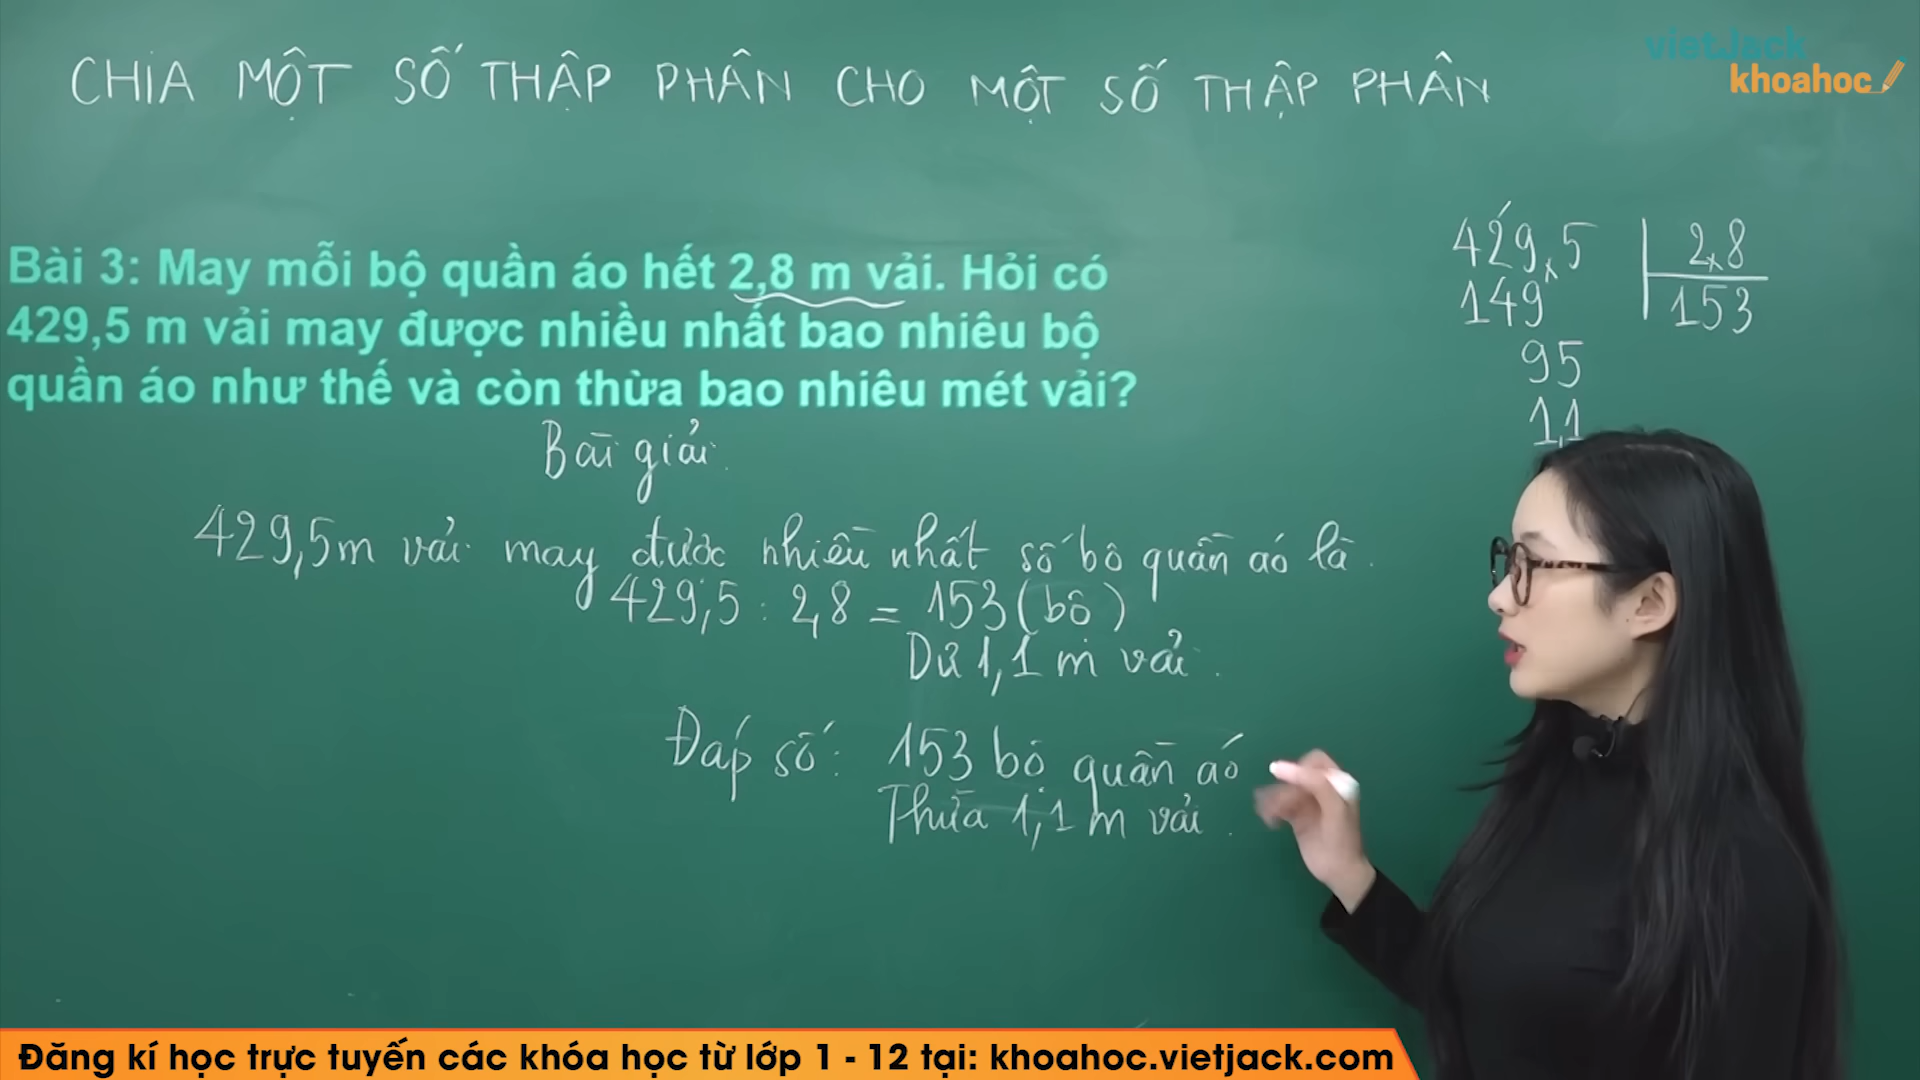 vietJack
khoahoc
CHIA MỘT SỐ THẬP PHÂN CHO MỘT SỐ THẬP PHÂN
Bài 3: May mỗi bộ quần áo hết 2,8 m vải. Hỏi có
429,5 m vải may được nhiều nhất bao nhiêu bộ
quần áo như thế và còn thừa bao nhiêu mét vải?
429,5 2,8
149 153
95
1,1
Bài giải
429,5m vải may được nhiều nhất số bộ quần áo là
429,5 : 2,8 = 153 (bộ)
Dư 1,1 m vải.
Đáp số: 153 bộ quần áo
Thừa 1,1 m vải.
Đăng kí học trực tuyến các khóa học từ lớp 1 - 12 tại: khoahoc.vietjack.com